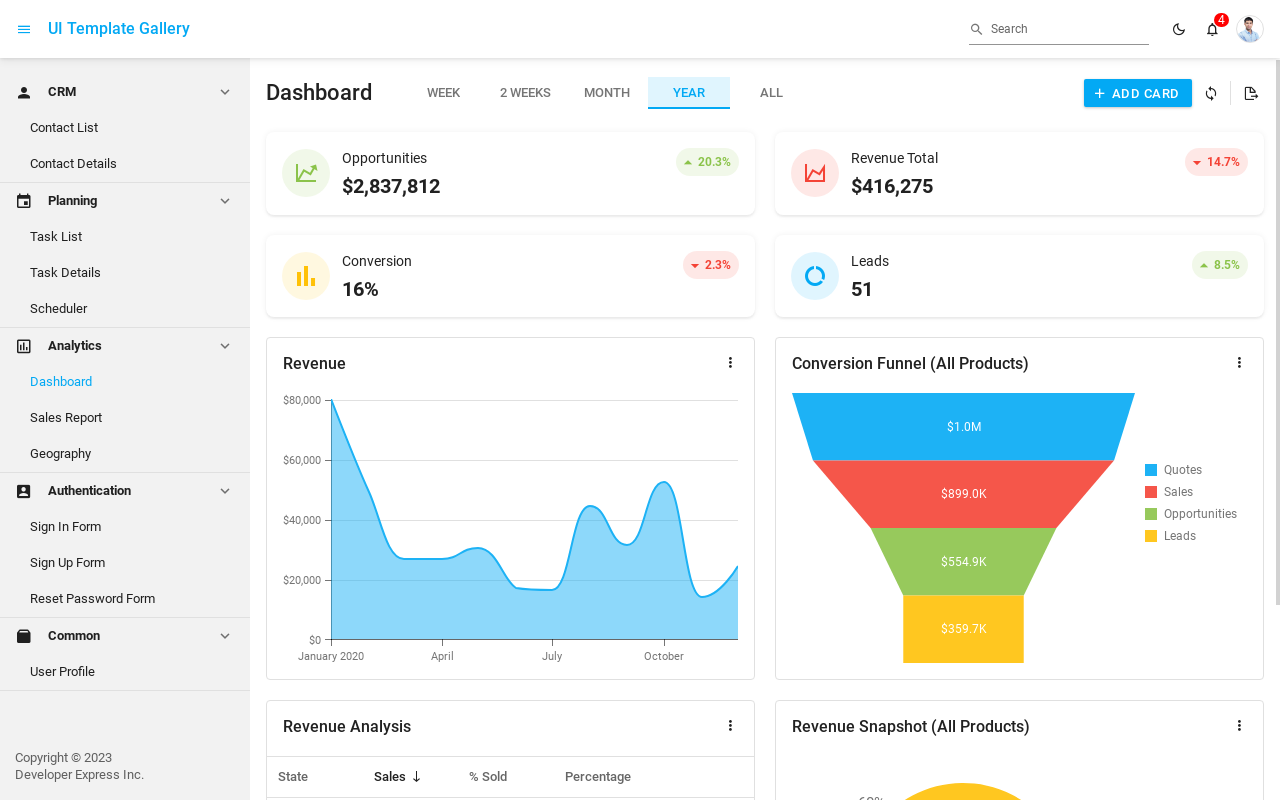 UI Template Gallery
Search
4
CRM
Contact List
Contact Details
Planning
Task List
Task Details
Scheduler
Analytics
Dashboard
Sales Report
Geography
Authentication
Sign In Form
Sign Up Form
Reset Password Form
Common
User Profile
Copyright © 2023
Developer Express Inc.
Dashboard
WEEK
2 WEEKS
MONTH
YEAR
ALL
ADD CARD
Opportunities
20.3%
$2,837,812
Revenue Total
14.7%
$416,275
Conversion
2.3%
16%
Leads
8.5%
51
Revenue
$80,000
$60,000
$40,000
$20,000
$0
January 2020
April
July
October
Conversion Funnel (All Products)
$1.0M
$899.0K
$554.9K
$359.7K
Quotes
Sales
Opportunities
Leads
Revenue Analysis
State
Sales
% Sold
Percentage
Revenue Snapshot (All Products)